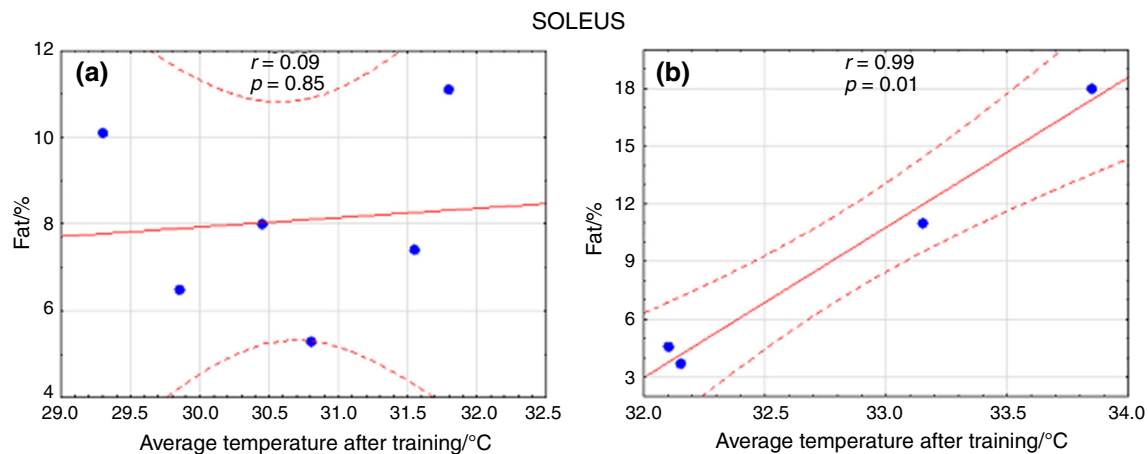 SOLEUS
(a)
r = 0.09
p = 0.85
12
10
8
6
4
Fat/%
29.0 29.5 30.0 30.5 31.0 31.5 32.0 32.5
Average temperature after training/°C
(b)
r = 0.99
p = 0.01
18
15
12
9
6
3
Fat/%
32.0 32.5 33.0 33.5 34.0
Average temperature after training/°C